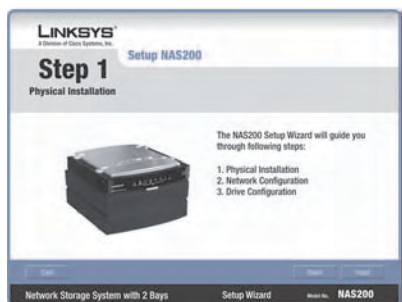 LINKSYS®
A Division of Cisco Systems, Inc.
Setup NAS200
Step 1
Physical Installation
The NAS200 Setup Wizard will guide you
through following steps:
1. Physical Installation
2. Network Configuration
3. Drive Configuration
Exit
Next
Network Storage System with 2 Bays
Setup Wizard
Model No.
NAS200